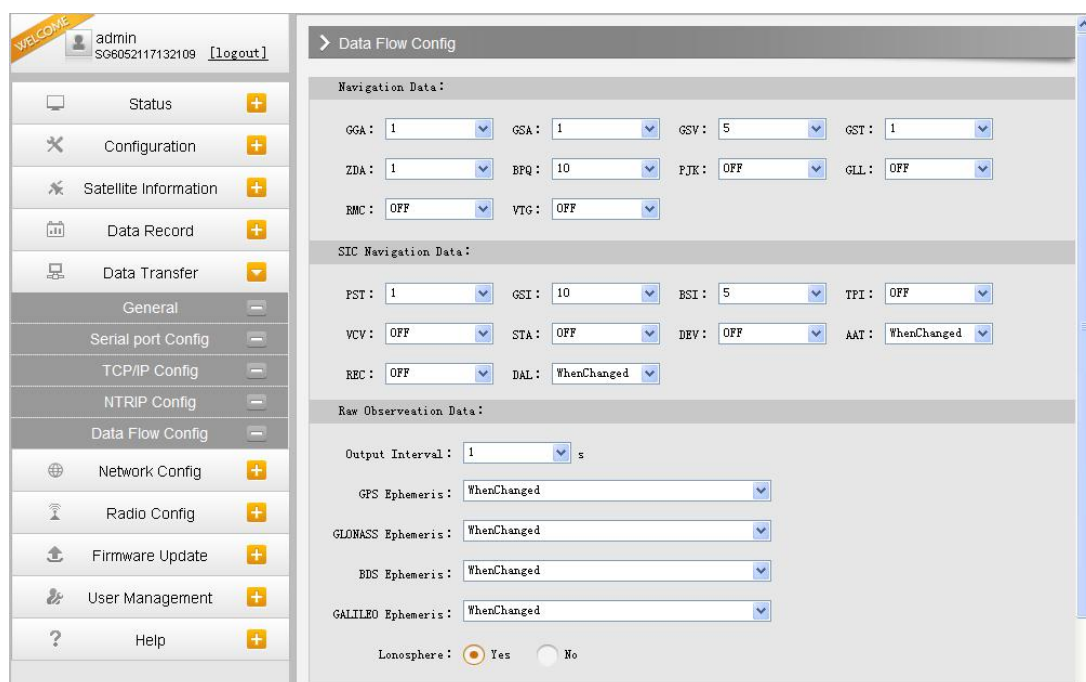 WELCOME
admin
SG6052117132109 [logout]
Status
Configuration
Satellite Information
Data Record
Data Transfer
General
Serial port Config
TCP/IP Config
NTRIP Config
Data Flow Config
Network Config
Radio Config
Firmware Update
User Management
Help
Data Flow Config
Navigation Data:
GGA: 1 GSA: 1 GSV: 5 GST: 1
ZDA: 1 BPQ: 10 PJK: OFF GLL: OFF
RMC: OFF VTG: OFF
SIC Navigation Data:
PST: 1 GSI: 10 BSI: 5 TPI: OFF
VCV: OFF STA: OFF DEV: OFF AAT: WhenChanged
REC: OFF DAL: WhenChanged
Raw Observeation Data:
Output Interval: 1 s
GPS Ephemeris: WhenChanged
GLONASS Ephemeris: WhenChanged
BDS Ephemeris: WhenChanged
GALILEO Ephemeris: WhenChanged
Lonosphere: Yes No